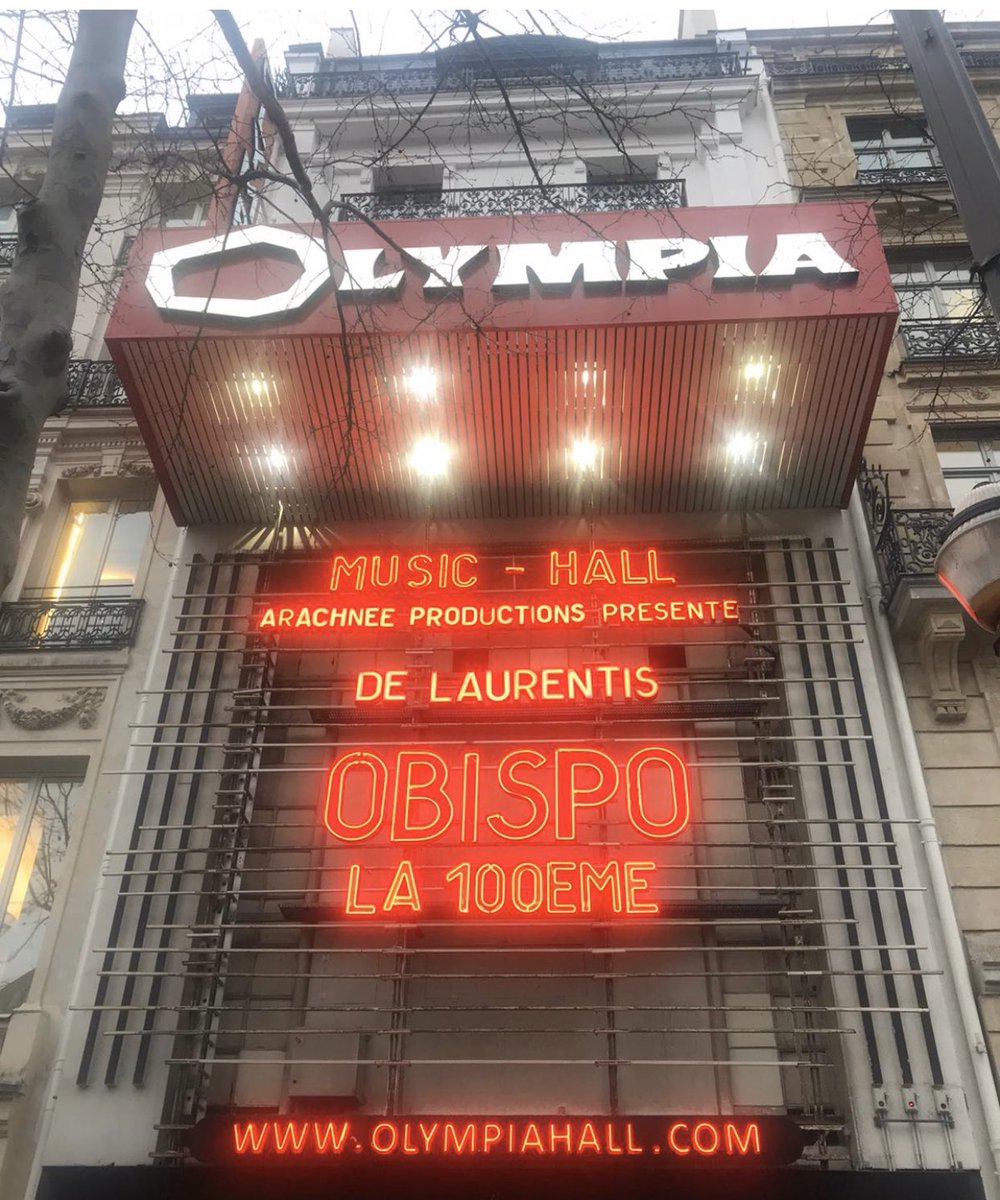 OLYMPIA
MUSIC - HALL
ARACHNEE PRODUCTIONS PRESENTE
DE LAURENTIS
OBISPO
LA 100EME
WWW.OLYMPIAHALL.COM